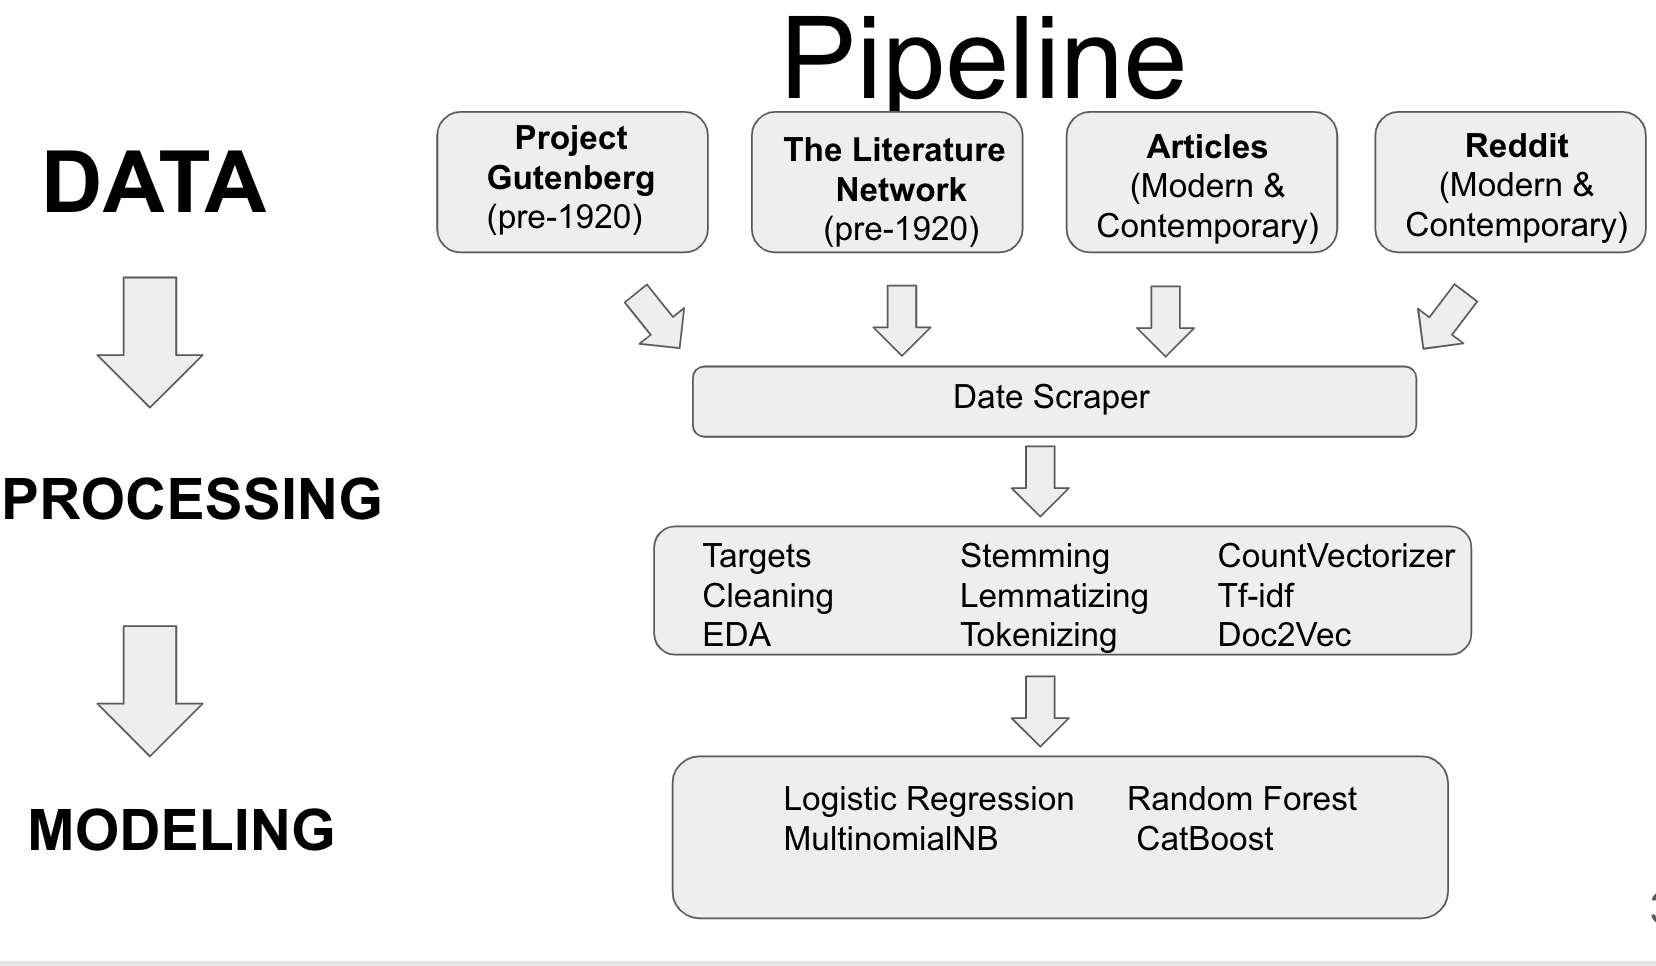 Pipeline
DATA
Project
Gutenberg
(pre-1920)
The Literature
Network
(pre-1920)
Articles
(Modern &
Contemporary)
Reddit
(Modern &
Contemporary)
Date Scraper
PROCESSING
Targets
Cleaning
EDA
Stemming
Lemmatizing
Tokenizing
CountVectorizer
Tf-idf
Doc2Vec
MODELING
Logistic Regression
MultinomialNB
Random Forest
CatBoost